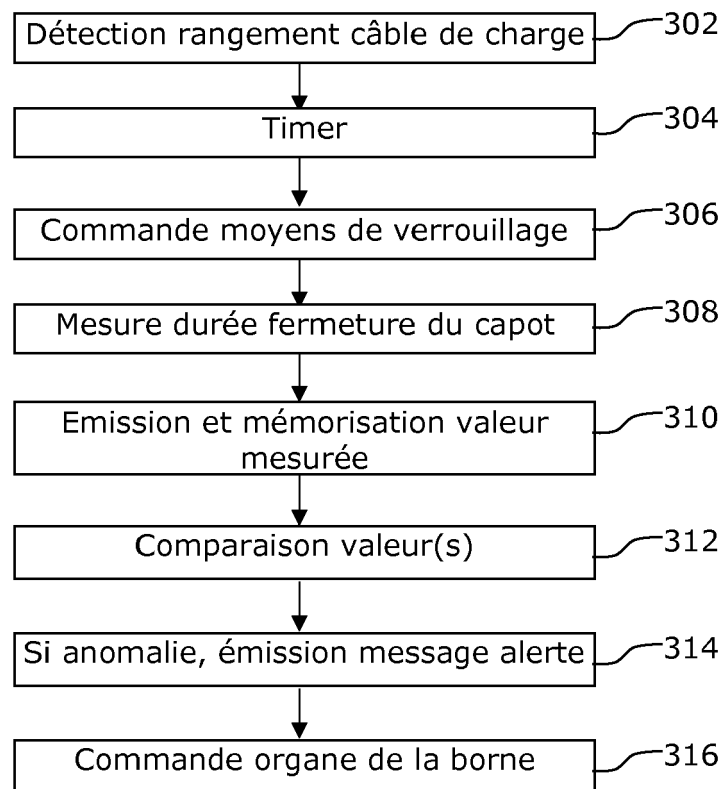 Détection rangement câble de charge
302
Timer
304
Commande moyens de verrouillage
306
Mesure durée fermeture du capot
308
Emission et mémorisation valeur
mesurée
310
Comparaison valeur(s)
312
Si anomalie, émission message alerte
314
Commande organe de la borne
316